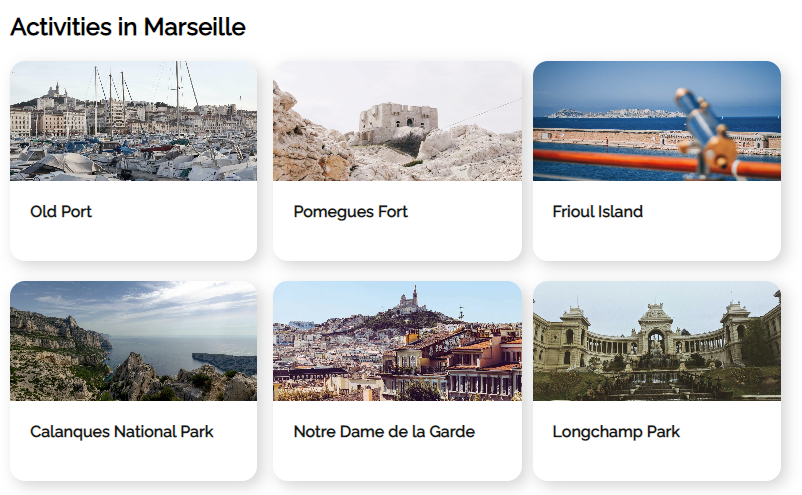 Activities in Marseille
Old Port
Pomegues Fort
Frioul Island
Calanques National Park
Notre Dame de la Garde
Longchamp Park